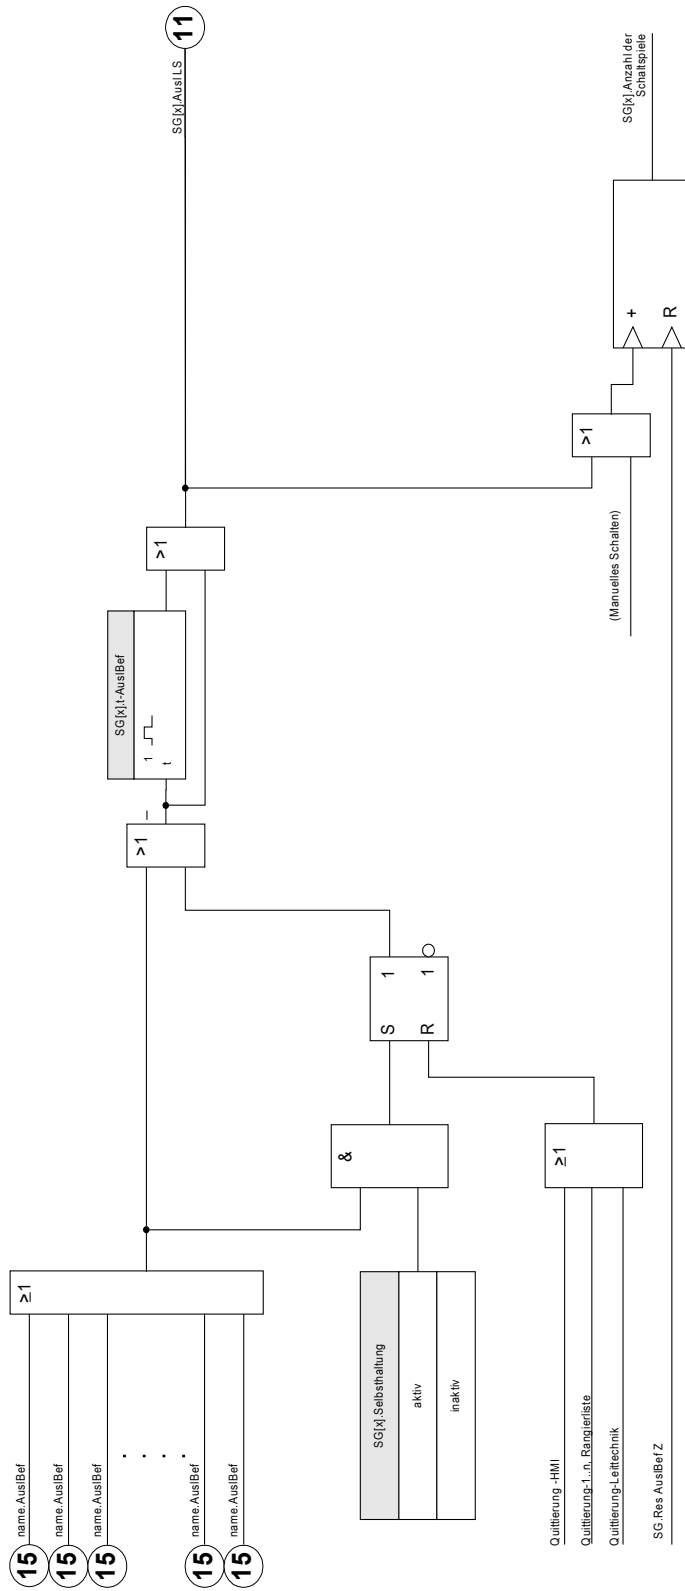 15 name.AuslBef
15 name.AuslBef
15 name.AuslBef
. . . .
15 name.AuslBef
15 name.AuslBef
≥1
SG[x].Selbsthaltung
aktiv
inaktiv
&
S 1
R 1
Quittierung -HMI
Quittierung-1..n, Rangierliste
Quittierung-Leittechnik
≥1
SG.Res AuslBef Z
>1
SG[x].t-AuslBef
1
t
>1
SG[x].Ausl LS
11
(Manuelles Schalten)
>1
+
R
SG[x].Anzahl der
Schaltspiele